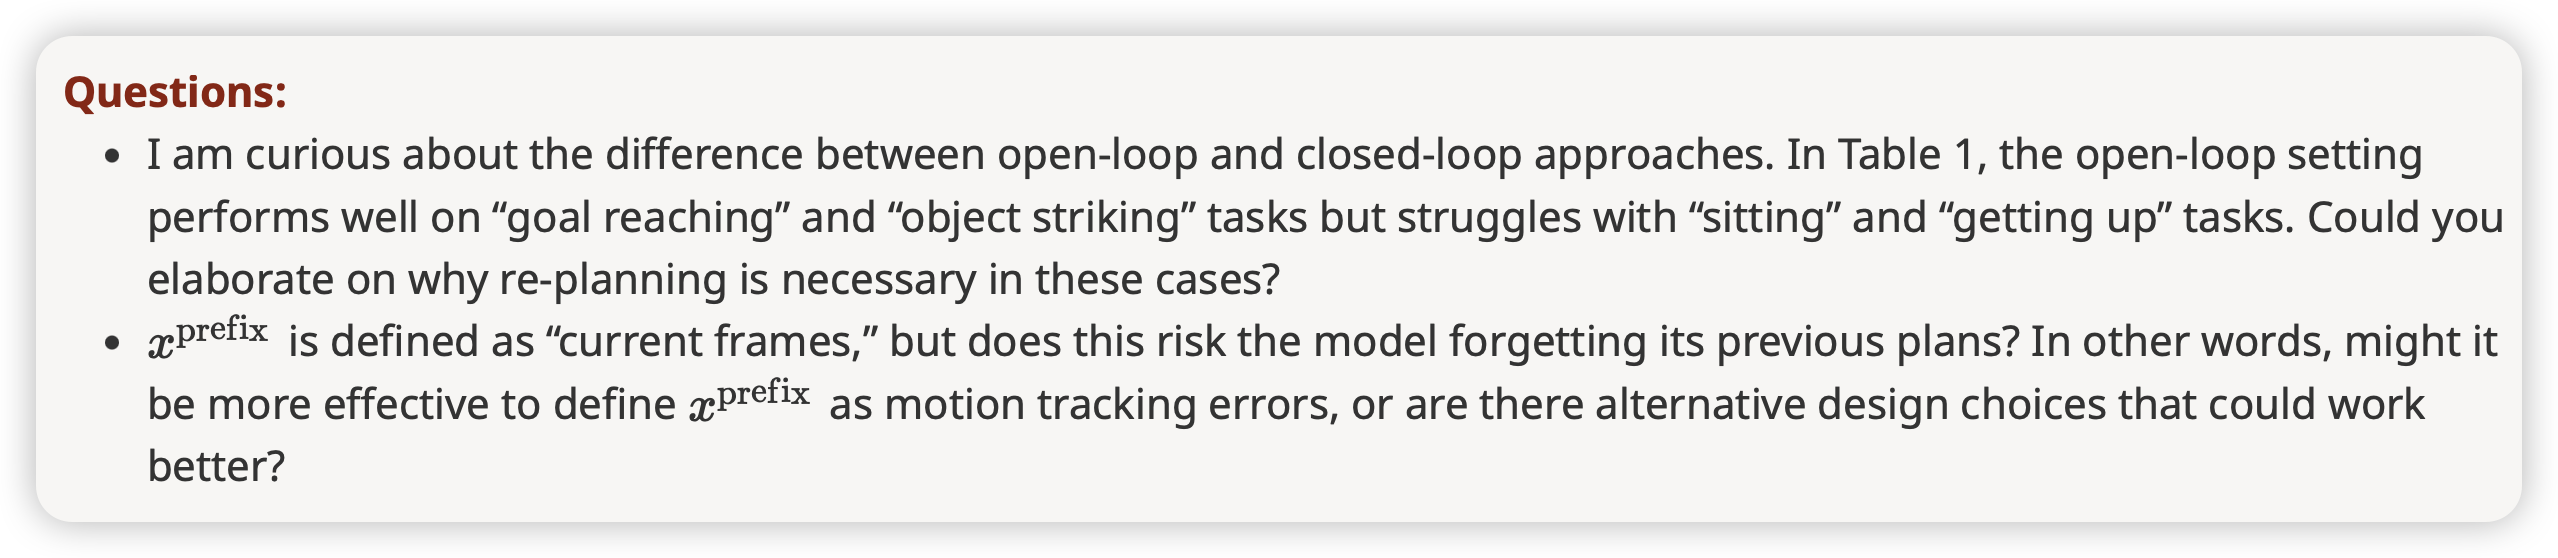 Questions:
• I am curious about the difference between open-loop and closed-loop approaches. In Table 1, the open-loop setting
performs well on “goal reaching” and “object striking” tasks but struggles with “sitting” and “getting up” tasks. Could you
elaborate on why re-planning is necessary in these cases?
• x^prefix is defined as “current frames,” but does this risk the model forgetting its previous plans? In other words, might it
be more effective to define x^prefix as motion tracking errors, or are there alternative design choices that could work
better?